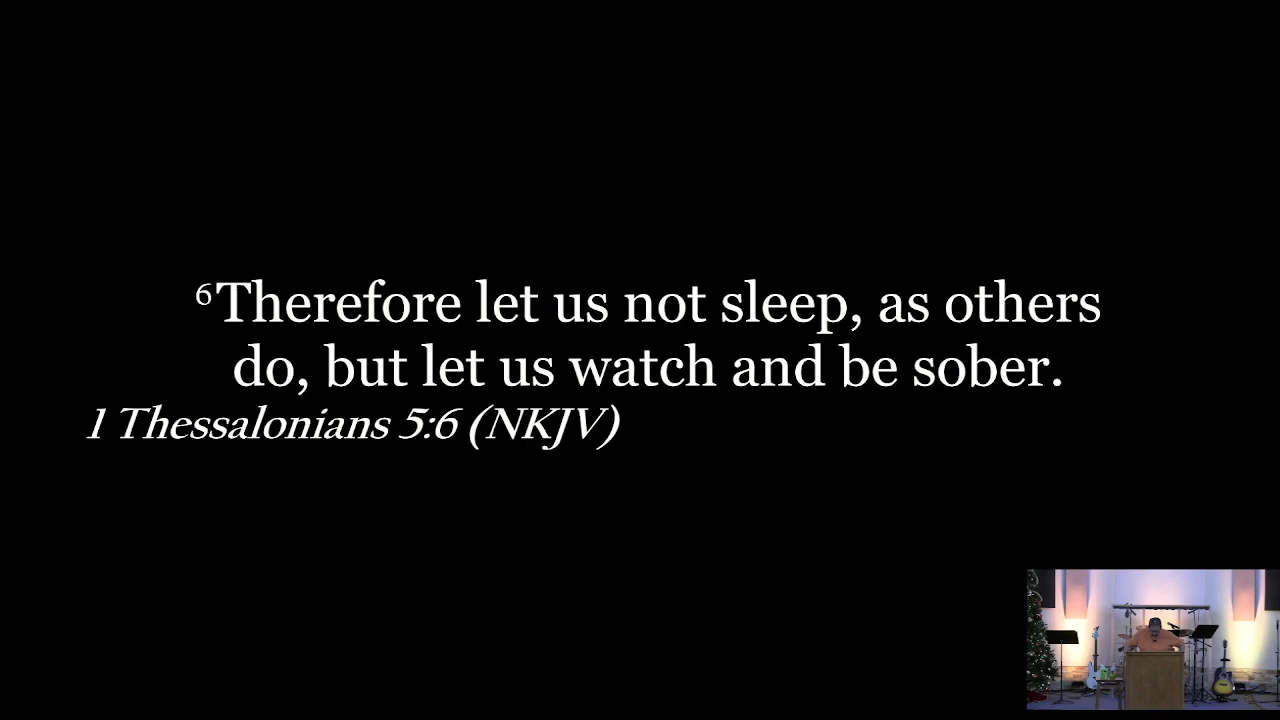 ⁶Therefore let us not sleep, as others
do, but let us watch and be sober.
1 Thessalonians 5:6 (NKJV)